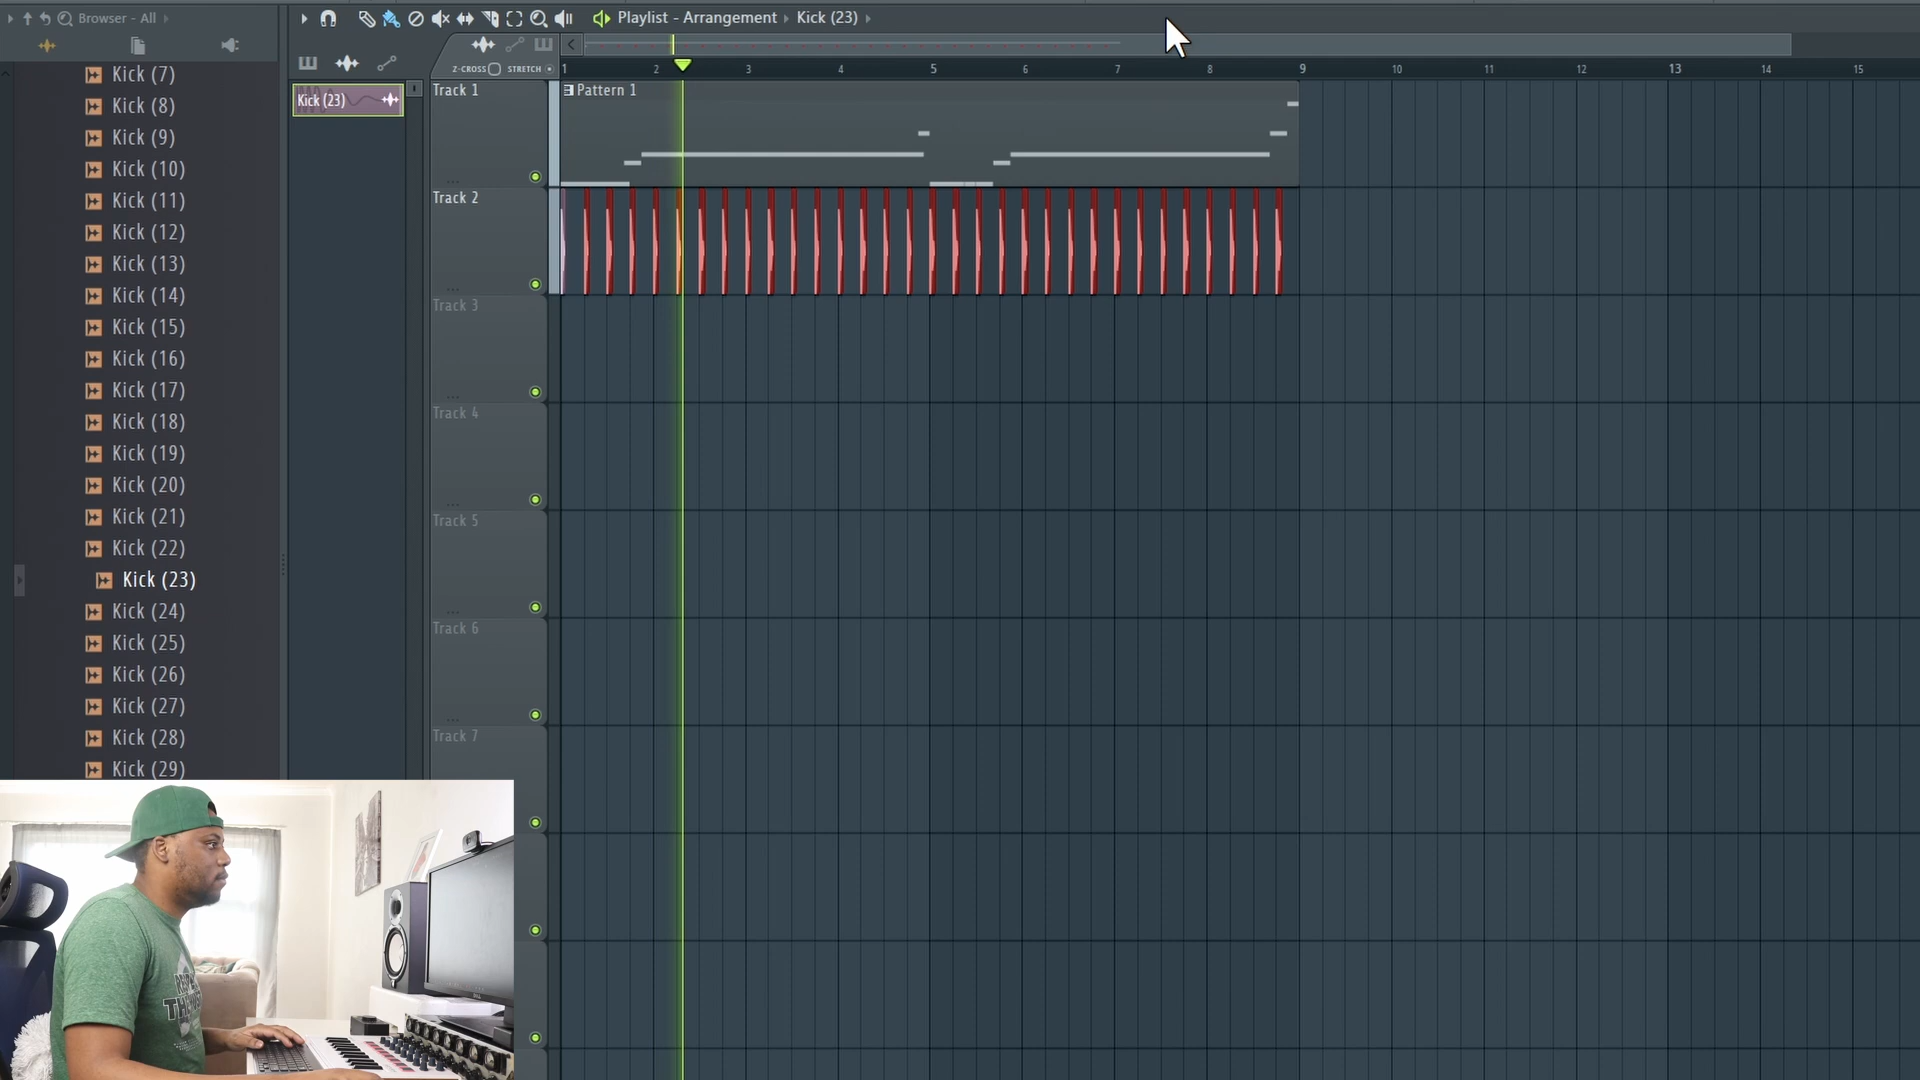 Browser - All
Playlist - Arrangement › Kick (23) ›
Z-CROSS STRETCH
1 2 3 4 5 6 7 8 9 10 11 12 13 14 15
Kick (7)
Kick (8)
Kick (9)
Kick (10)
Kick (11)
Kick (12)
Kick (13)
Kick (14)
Kick (15)
Kick (16)
Kick (17)
Kick (18)
Kick (19)
Kick (20)
Kick (21)
Kick (22)
Kick (23)
Kick (24)
Kick (25)
Kick (26)
Kick (27)
Kick (28)
Kick (29)
Kick (23)
Track 1
Pattern 1
Track 2
Track 3
Track 4
Track 5
Track 6
Track 7